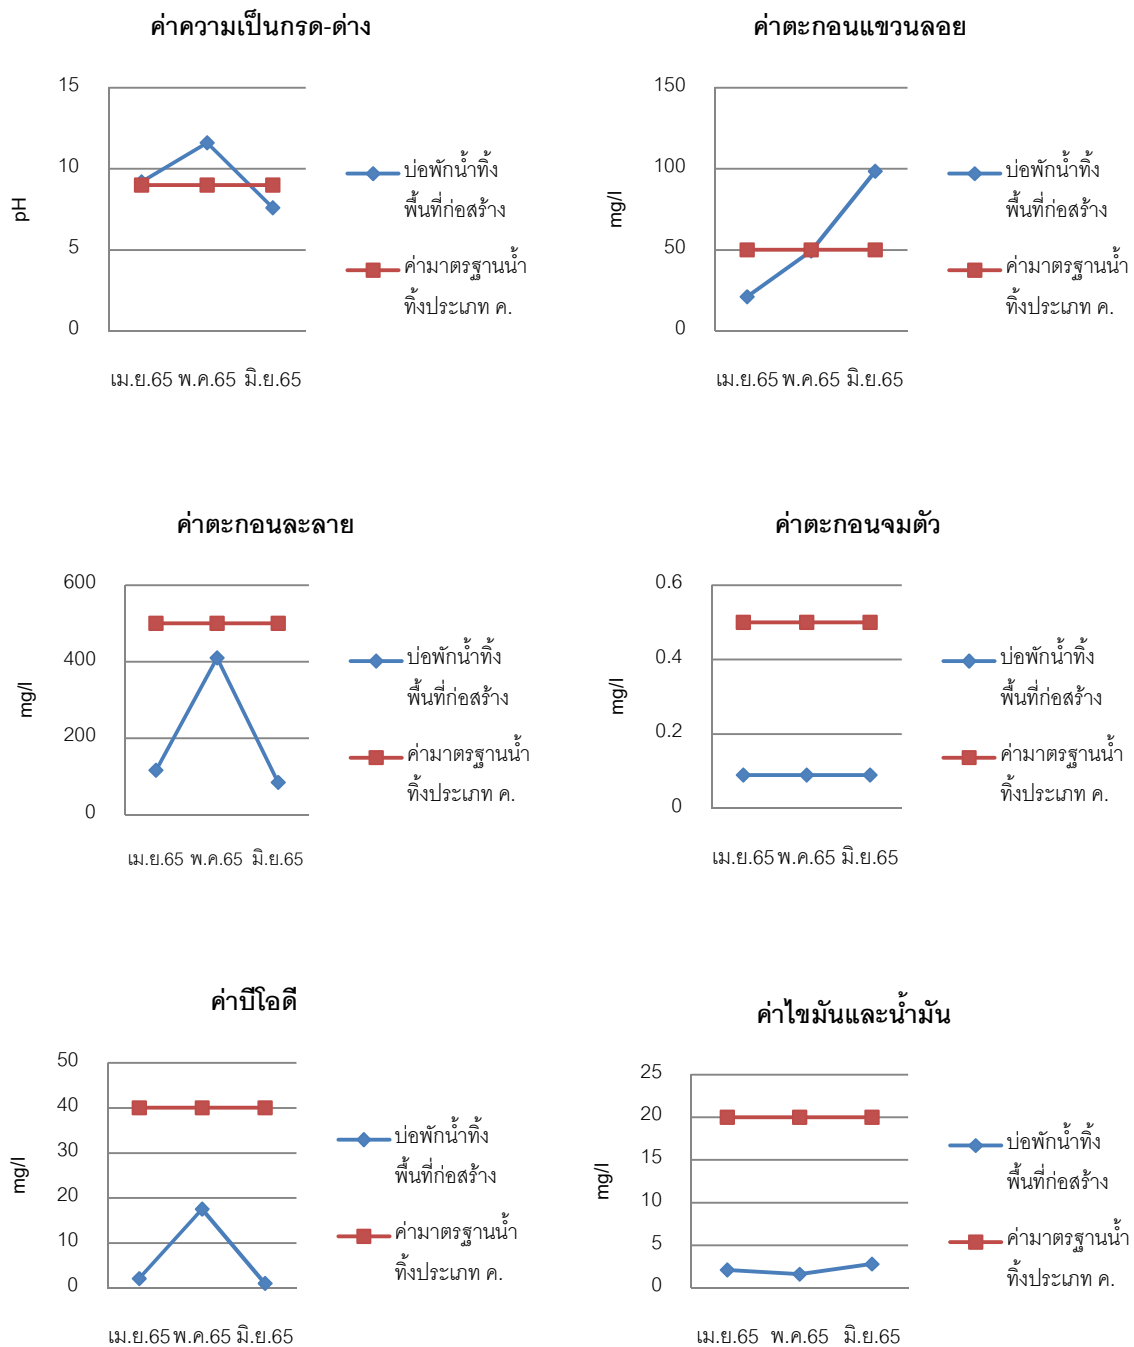 ค่าความเป็นกรด-ด่าง
15
10
5
0
pH
เม.ย.65 พ.ค.65 มิ.ย.65
บ่อพักน้ำทิ้ง
พื้นที่ก่อสร้าง
ค่ามาตรฐานน้ำ
ทิ้งประเภท ค.
ค่าตะกอนแขวนลอย
150
100
50
0
mg/l
เม.ย.65 พ.ค.65 มิ.ย.65
บ่อพักน้ำทิ้ง
พื้นที่ก่อสร้าง
ค่ามาตรฐานน้ำ
ทิ้งประเภท ค.
ค่าตะกอนละลาย
600
400
200
0
mg/l
เม.ย.65 พ.ค.65 มิ.ย.65
บ่อพักน้ำทิ้ง
พื้นที่ก่อสร้าง
ค่ามาตรฐานน้ำ
ทิ้งประเภท ค.
ค่าตะกอนจมตัว
0.6
0.4
0.2
0
mg/l
เม.ย.65 พ.ค.65 มิ.ย.65
บ่อพักน้ำทิ้ง
พื้นที่ก่อสร้าง
ค่ามาตรฐานน้ำ
ทิ้งประเภท ค.
ค่าบีโอดี
50
40
30
20
10
0
mg/l
เม.ย.65 พ.ค.65 มิ.ย.65
บ่อพักน้ำทิ้ง
พื้นที่ก่อสร้าง
ค่ามาตรฐานน้ำ
ทิ้งประเภท ค.
ค่าไขมันและน้ำมัน
25
20
15
10
5
0
mg/l
เม.ย.65 พ.ค.65 มิ.ย.65
บ่อพักน้ำทิ้ง
พื้นที่ก่อสร้าง
ค่ามาตรฐานน้ำ
ทิ้งประเภท ค.